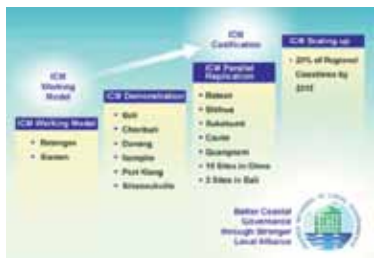 ICM
Working
Model
ICM Working Model
• Batangas
• Xiamen
ICM Demonstration
• Bali
• Chonburi
• Danang
• Nampho
• Port Klang
• Sihanoukville
ICM
Codification
ICM Parallel
Replication
• Bataan
• Shihwa
• Sukabumi
• Cavite
• Quangnam
• 10 Sites in China
• 3 Sites in Bali
ICM Scaling up
• 20% of Regional
Coastlines by
2015
Better Coastal
Governance
through Stronger
Local Alliance